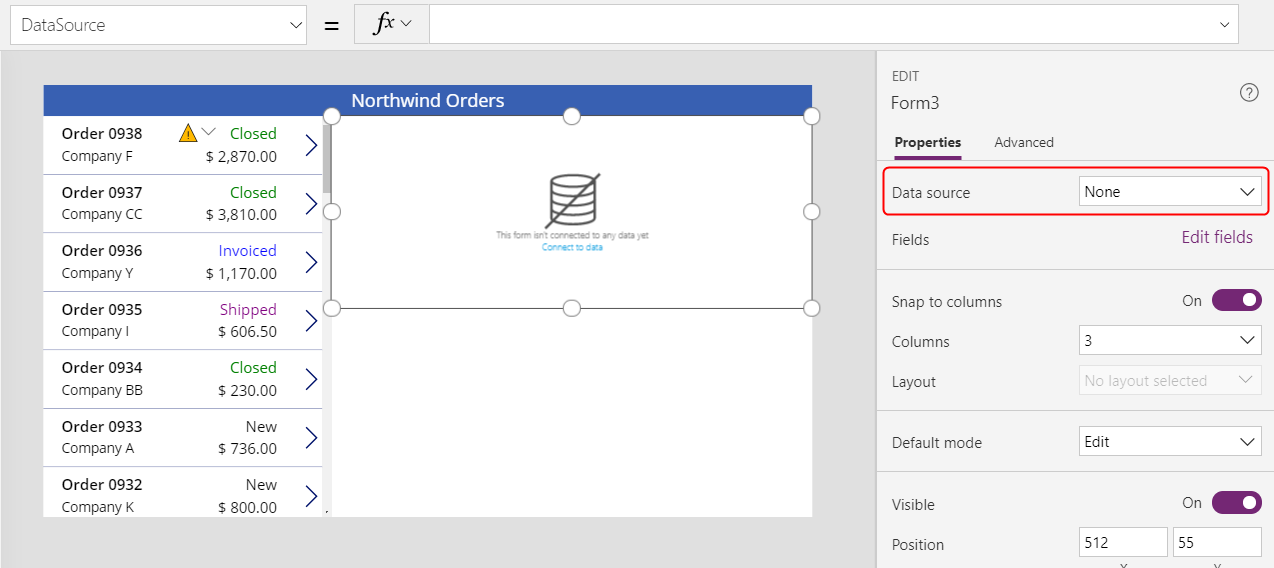 DataSource = fx
Northwind Orders
Order 0938 Closed
Company F $ 2,870.00
Order 0937 Closed
Company CC $ 3,810.00
Order 0936 Invoiced
Company Y $ 1,170.00
Order 0935 Shipped
Company I $ 606.50
Order 0934 Closed
Company BB $ 230.00
Order 0933 New
Company A $ 736.00
Order 0932 New
Company K $ 800.00
This form isn't connected to any data yet
Connect to data
EDIT
Form3
?
Properties Advanced
Data source None
Fields Edit fields
Snap to columns On
Columns 3
Layout No layout selected
Default mode Edit
Visible On
Position 512 55
X Y